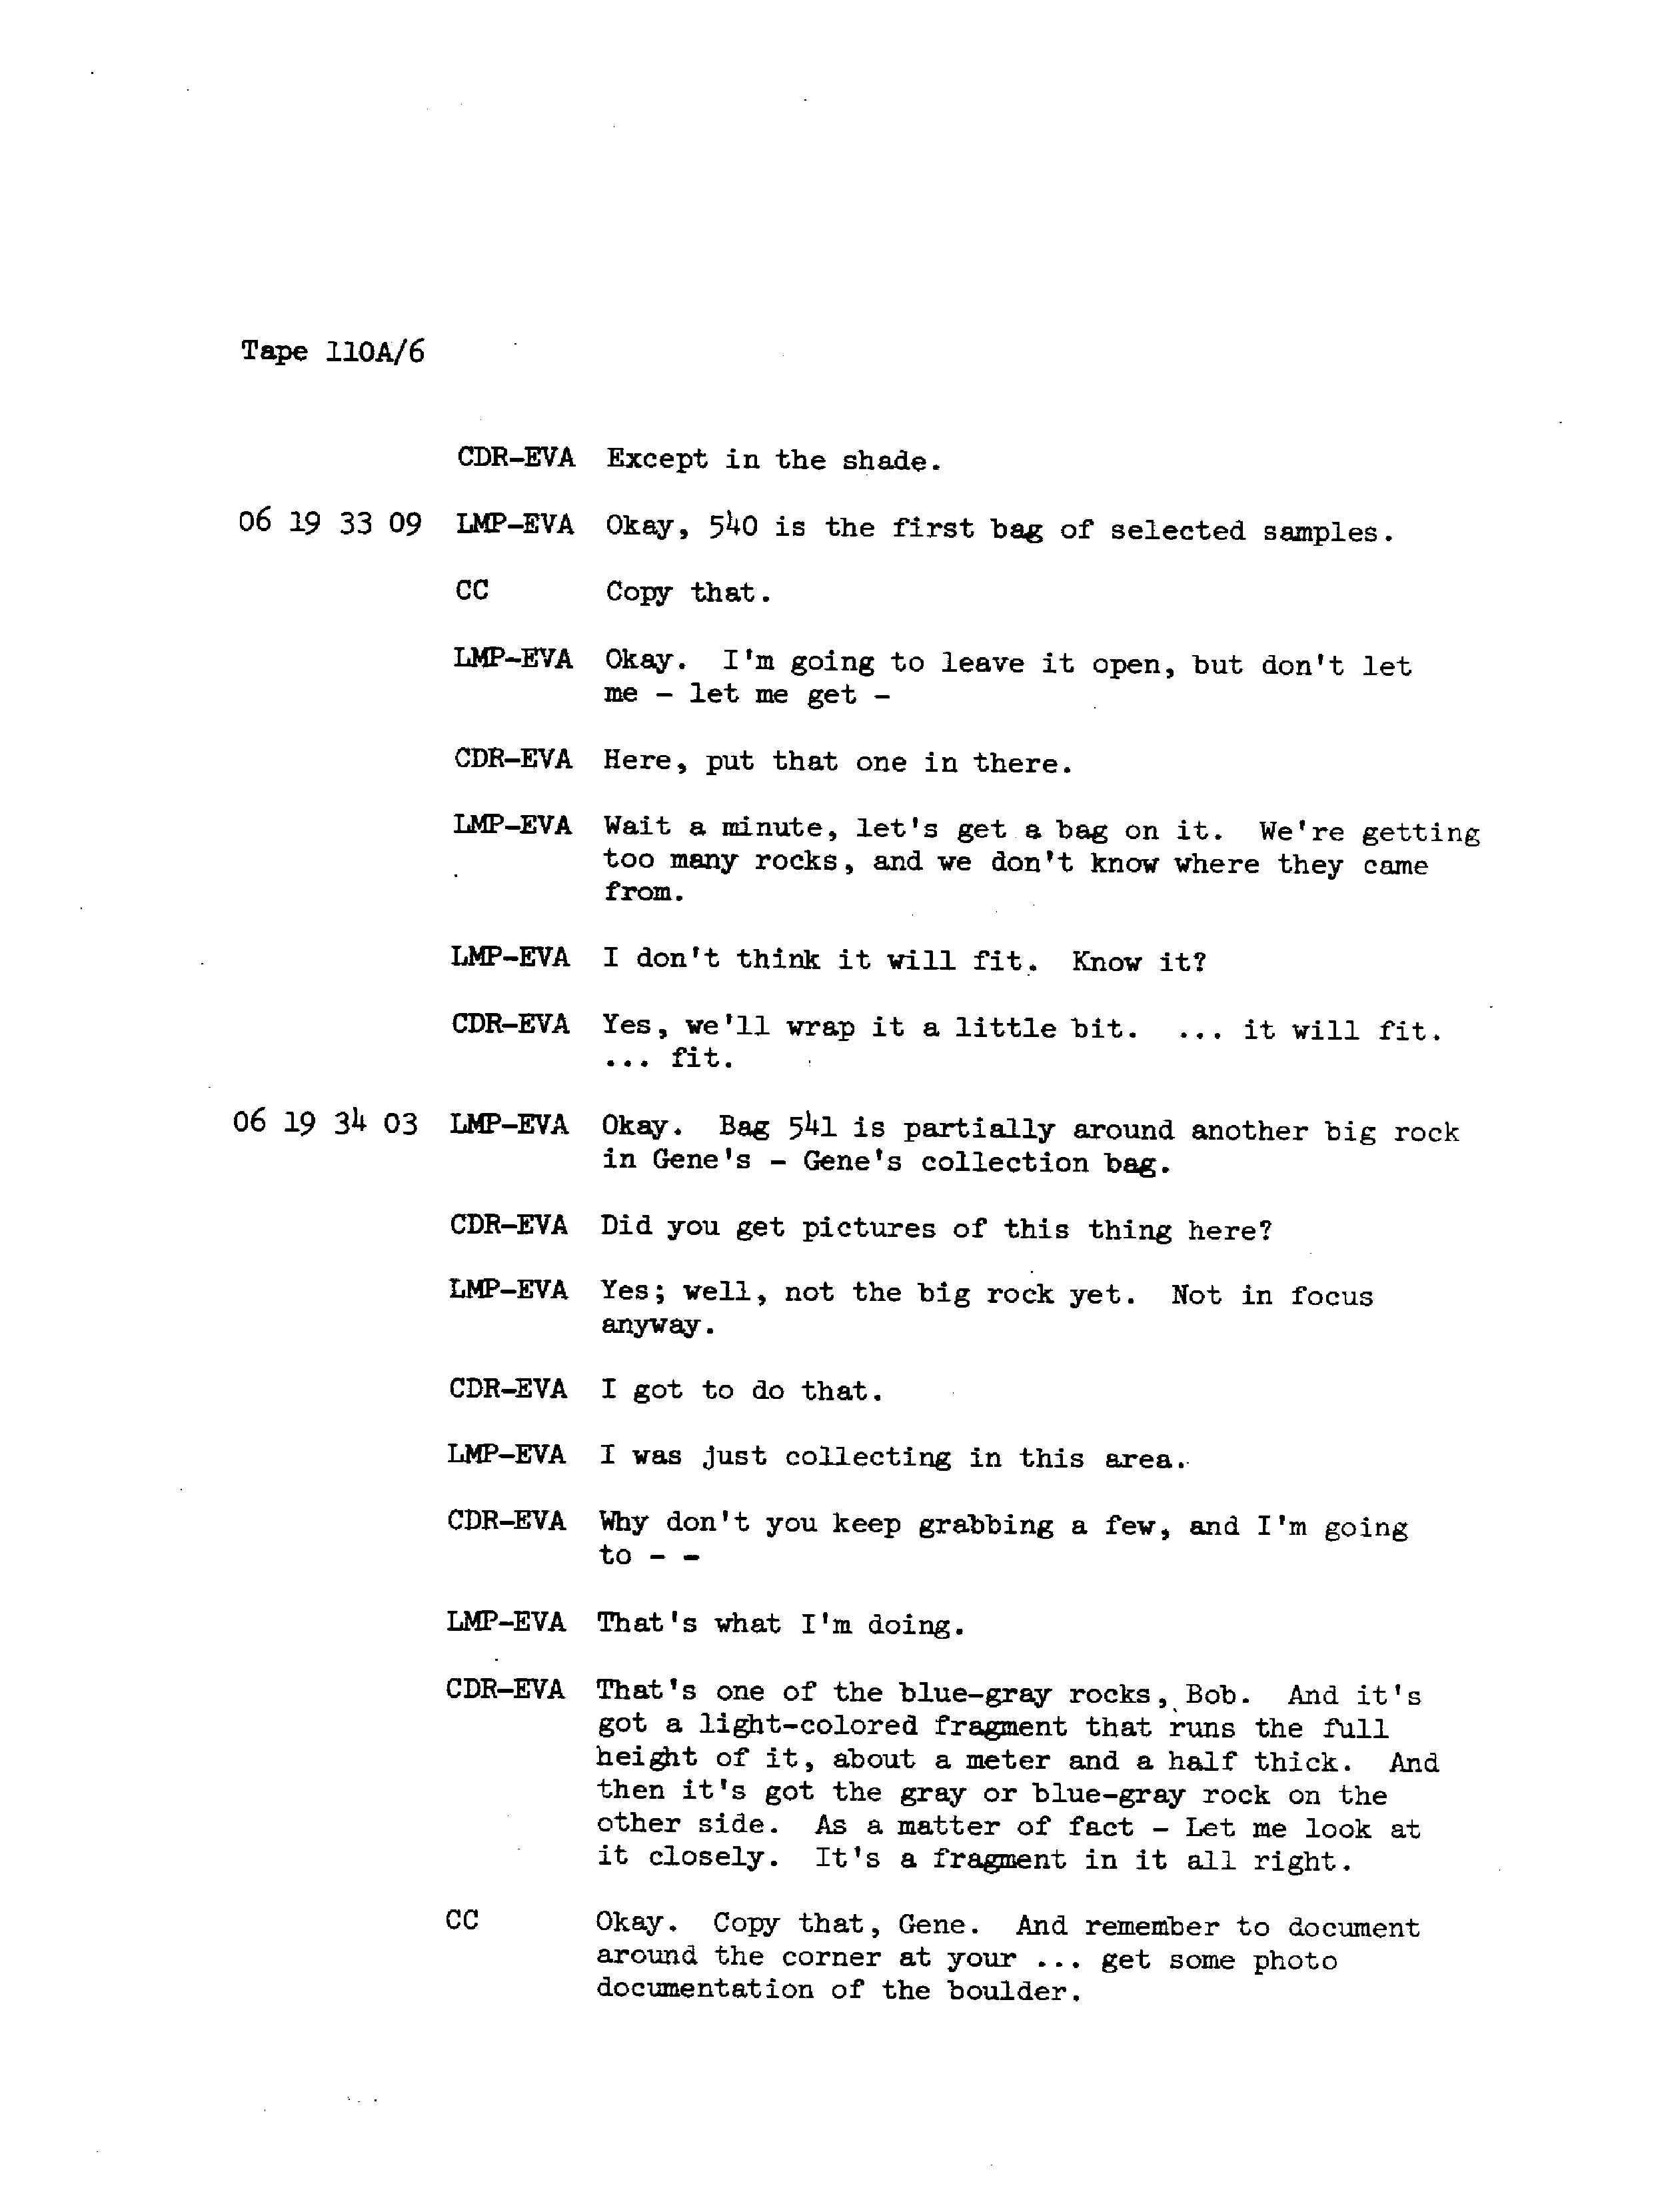 Tape 110A/6
CDR-EVA Except in the shade.
06 19 33 09 LMP-EVA Okay, 540 is the first bag of selected samples.
CC Copy that.
LMP-EVA Okay. I'm going to leave it open, but don't let
me - let me get -
CDR-EVA Here, put that one in there.
LMP-EVA Wait a minute, let's get a bag on it. We're getting
too many rocks, and we don't know where they came
from.
LMP-EVA I don't think it will fit. Know it?
CDR-EVA Yes, we'll wrap it a little bit. ... it will fit.
... fit.
06 19 34 03 LMP-EVA Okay. Bag 541 is partially around another big rock
in Gene's - Gene's collection bag.
CDR-EVA Did you get pictures of this thing here?
LMP-EVA Yes; well, not the big rock yet. Not in focus
anyway.
CDR-EVA I got to do that.
LMP-EVA I was just collecting in this area.
CDR-EVA Why don't you keep grabbing a few, and I'm going
to - -
LMP-EVA That's what I'm doing.
CDR-EVA That's one of the blue-gray rocks, Bob. And it's
got a light-colored fragment that runs the full
height of it, about a meter and a half thick. And
then it's got the gray or blue-gray rock on the
other side. As a matter of fact - Let me look at
it closely. It's a fragment in it all right.
CC Okay. Copy that, Gene. And remember to document
around the corner at your ... get some photo
documentation of the boulder.